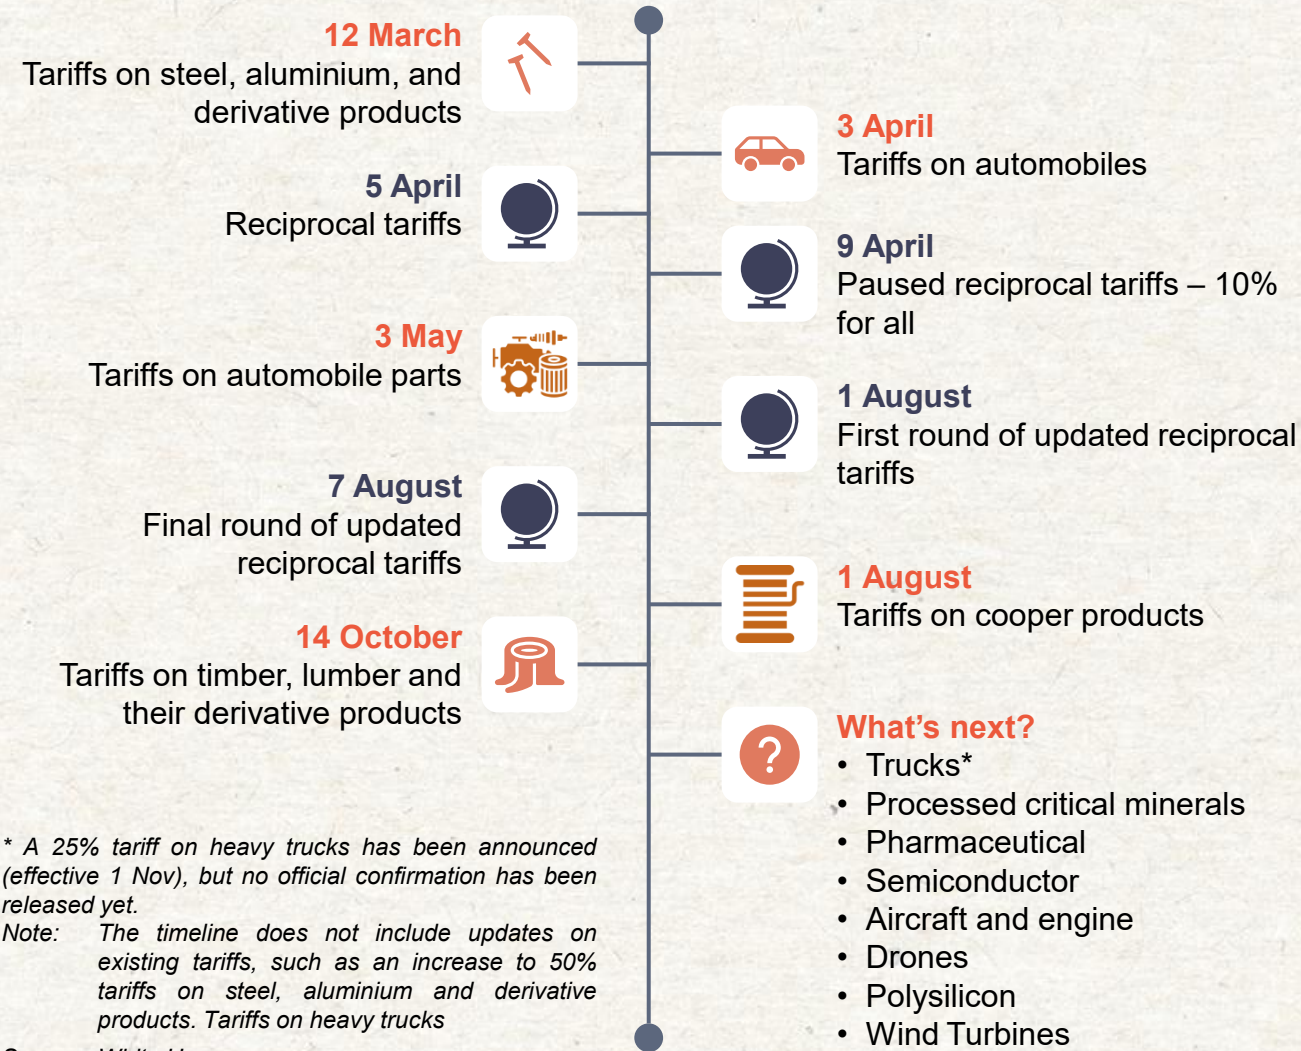 12 March
Tariffs on steel, aluminium, and
derivative products
3 April
Tariffs on automobiles
5 April
Reciprocal tariffs
9 April
Paused reciprocal tariffs – 10%
for all
3 May
Tariffs on automobile parts
1 August
First round of updated reciprocal
tariffs
7 August
Final round of updated
reciprocal tariffs
1 August
Tariffs on cooper products
14 October
Tariffs on timber, lumber and
their derivative products
What’s next?
• Trucks*
• Processed critical minerals
• Pharmaceutical
• Semiconductor
• Aircraft and engine
• Drones
• Polysilicon
• Wind Turbines
* A 25% tariff on heavy trucks has been announced
(effective 1 Nov), but no official confirmation has been
released yet.
Note: The timeline does not include updates on
existing tariffs, such as an increase to 50%
tariffs on steel, aluminium and derivative
products. Tariffs on heavy trucks